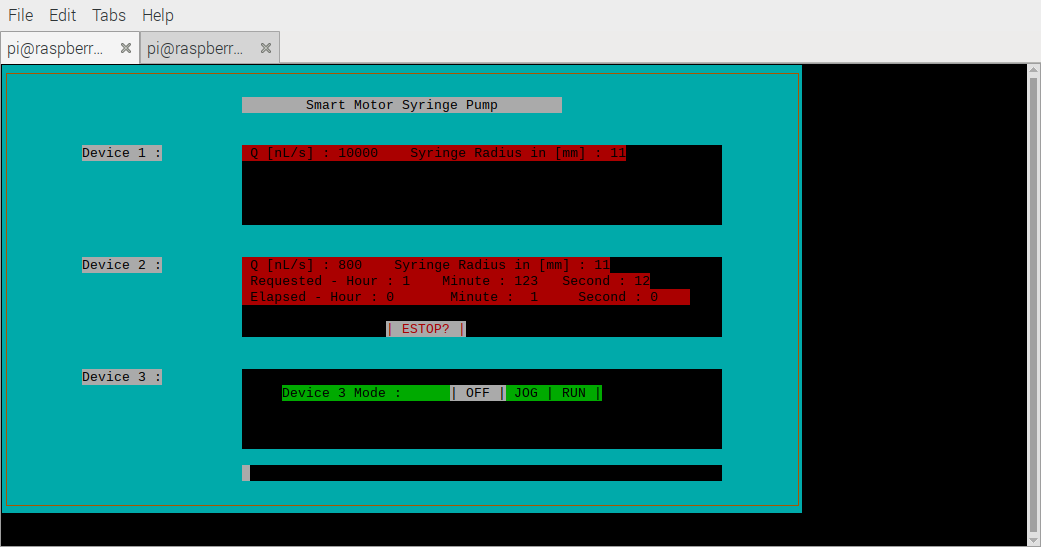 File Edit Tabs Help
pi@raspberr... pi@raspberr...
Smart Motor Syringe Pump
Device 1 : Q [nL/s] : 10000 Syringe Radius in [mm] : 11
Device 2 : Q [nL/s] : 800 Syringe Radius in [mm] : 11
Requested - Hour : 1 Minute : 123 Second : 12
Elapsed - Hour : 0 Minute : 1 Second : 0
| ESTOP? |
Device 3 :
Device 3 Mode : | OFF | JOG | RUN |